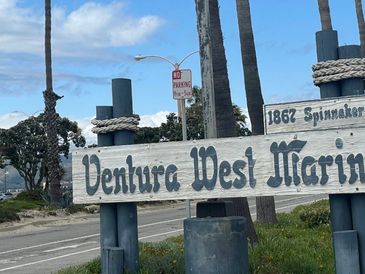 NO
PARKING
1867 Spinnaker
Ventura West Marin